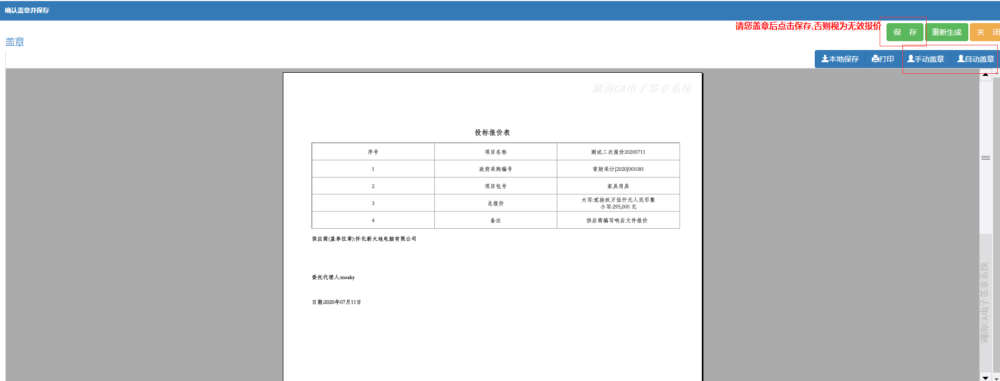 确认盖章并保存
请您盖章后点击保存,否则视为无效报价
保 存
重新生成
关 闭
盖章
本地保存
打印
手动盖章
自动盖章
湖南CA电子签章系统
投标报价表
序号 项目名称 测试二次报价20200711
1 政府采购编号 常财采计[2020]001081
2 项目包号 家具用具
3 总报价 大写:贰拾玖万伍仟元人民币整
小写:295,000 元
4 备注 供应商编写响应文件报价
供应商(盖单位章):怀化新大地电脑有限公司
委托代理人:meaky
日期:2020年07月11日
湖南CA电子签章系统